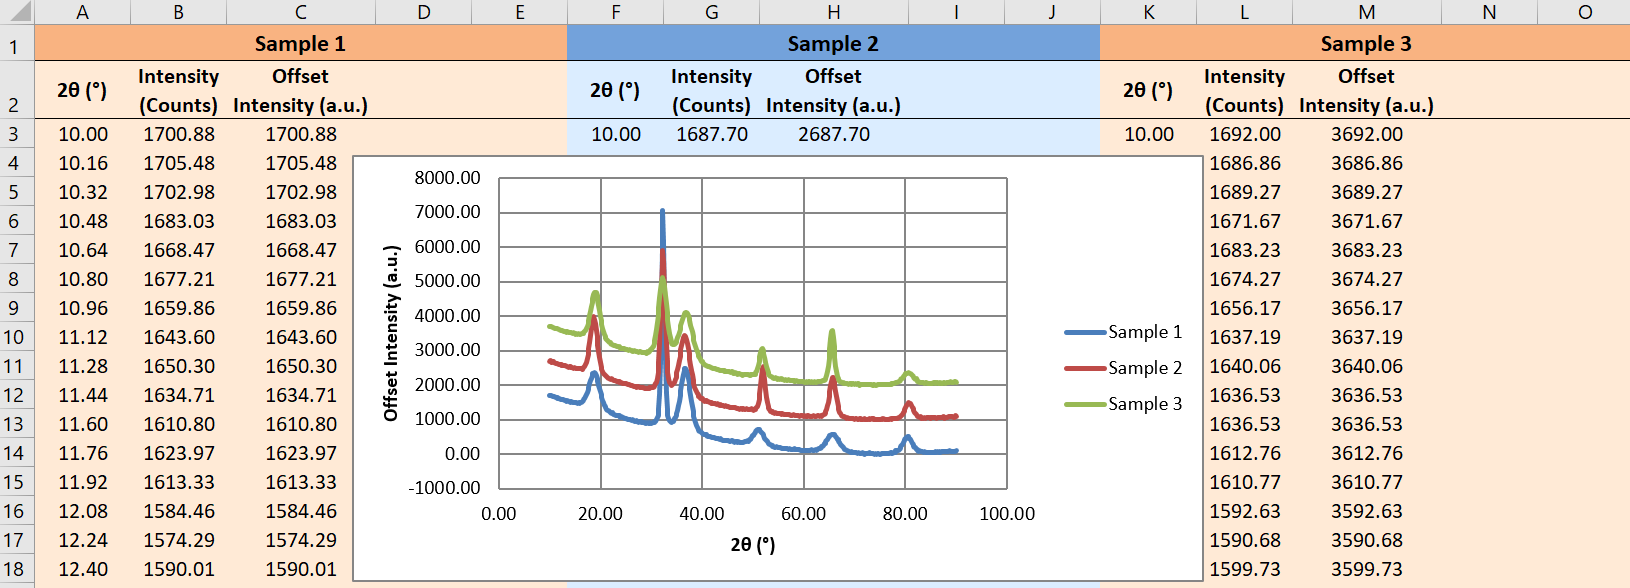 A B C D E F G H I J K L M N O
1 Sample 1 Sample 2 Sample 3
2 2θ (°) Intensity (Counts) Offset Intensity (a.u.) 2θ (°) Intensity (Counts) Offset Intensity (a.u.) 2θ (°) Intensity (Counts) Offset Intensity (a.u.)
3 10.00 1700.88 1700.88 10.00 1687.70 2687.70 10.00 1692.00 3692.00
4 10.16 1705.48 1705.48 1686.86 3686.86
5 10.32 1702.98 1702.98 1689.27 3689.27
6 10.48 1683.03 1683.03 1671.67 3671.67
7 10.64 1668.47 1668.47 1683.23 3683.23
8 10.80 1677.21 1677.21 1674.27 3674.27
9 10.96 1659.86 1659.86 1656.17 3656.17
10 11.12 1643.60 1643.60 1637.19 3637.19
11 11.28 1650.30 1650.30 1640.06 3640.06
12 11.44 1634.71 1634.71 1636.53 3636.53
13 11.60 1610.80 1610.80 1636.53 3636.53
14 11.76 1623.97 1623.97 1612.76 3612.76
15 11.92 1613.33 1613.33 1610.77 3610.77
16 12.08 1584.46 1584.46 1592.63 3592.63
17 12.24 1574.29 1574.29 1590.68 3590.68
18 12.40 1590.01 1590.01 1599.73 3599.73
Offset Intensity (a.u.)
8000.00
7000.00
6000.00
5000.00
4000.00
3000.00
2000.00
1000.00
0.00
-1000.00
0.00 20.00 40.00 60.00 80.00 100.00
2θ (°)
Sample 1
Sample 2
Sample 3